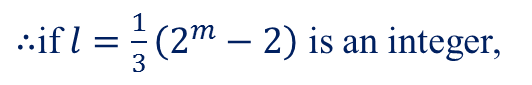 ∴if l = 1/3 (2^m − 2) is an integer,